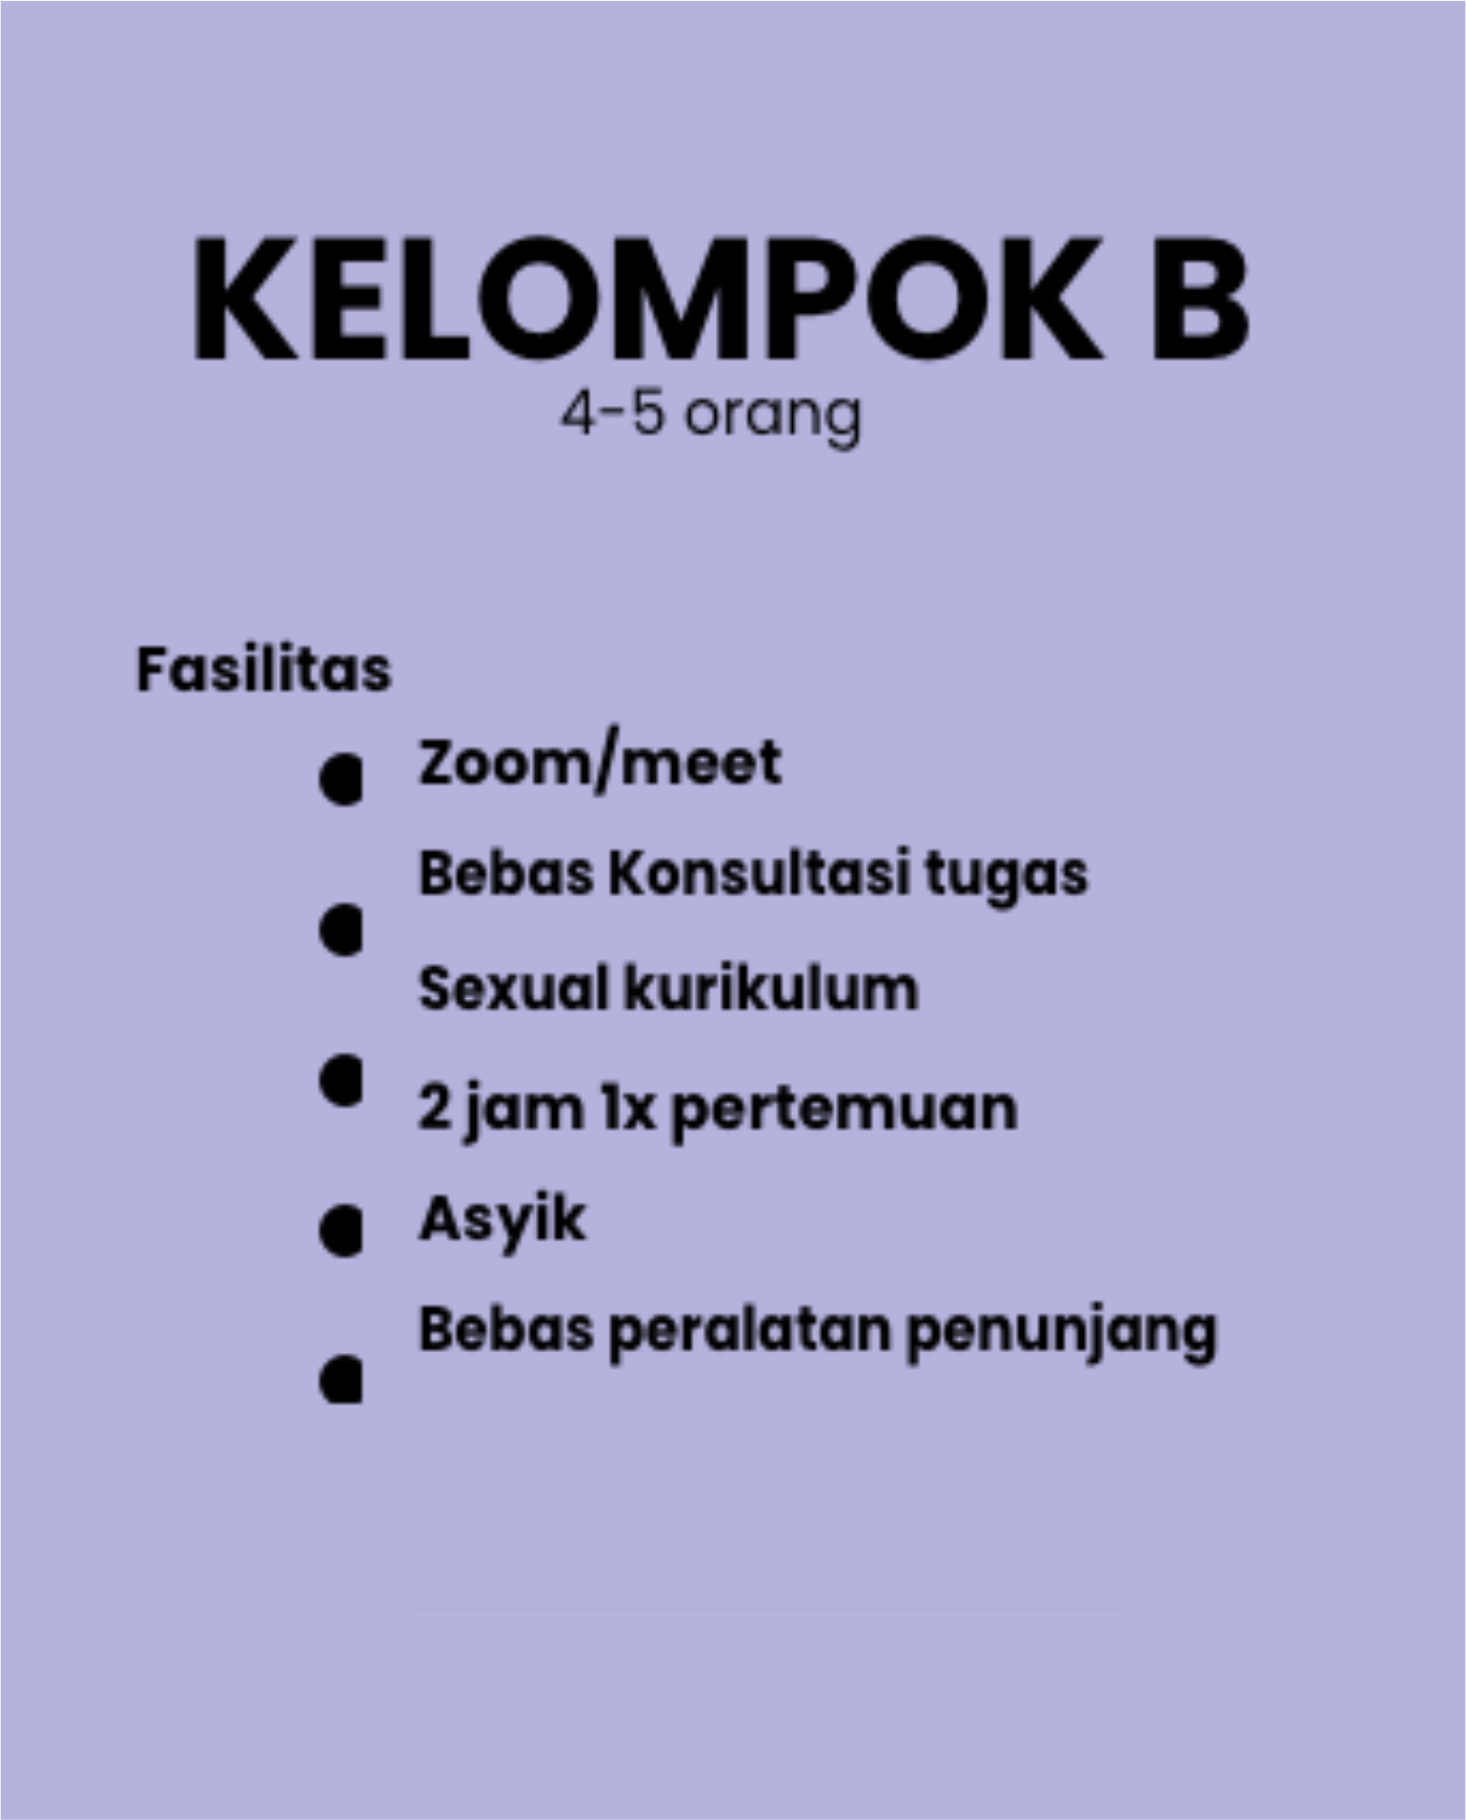 KELOMPOK B
4-5 orang
Fasilitas
Zoom/meet
Bebas Konsultasi tugas
Sexual kurikulum
2 jam 1x pertemuan
Asyik
Bebas peralatan penunjang